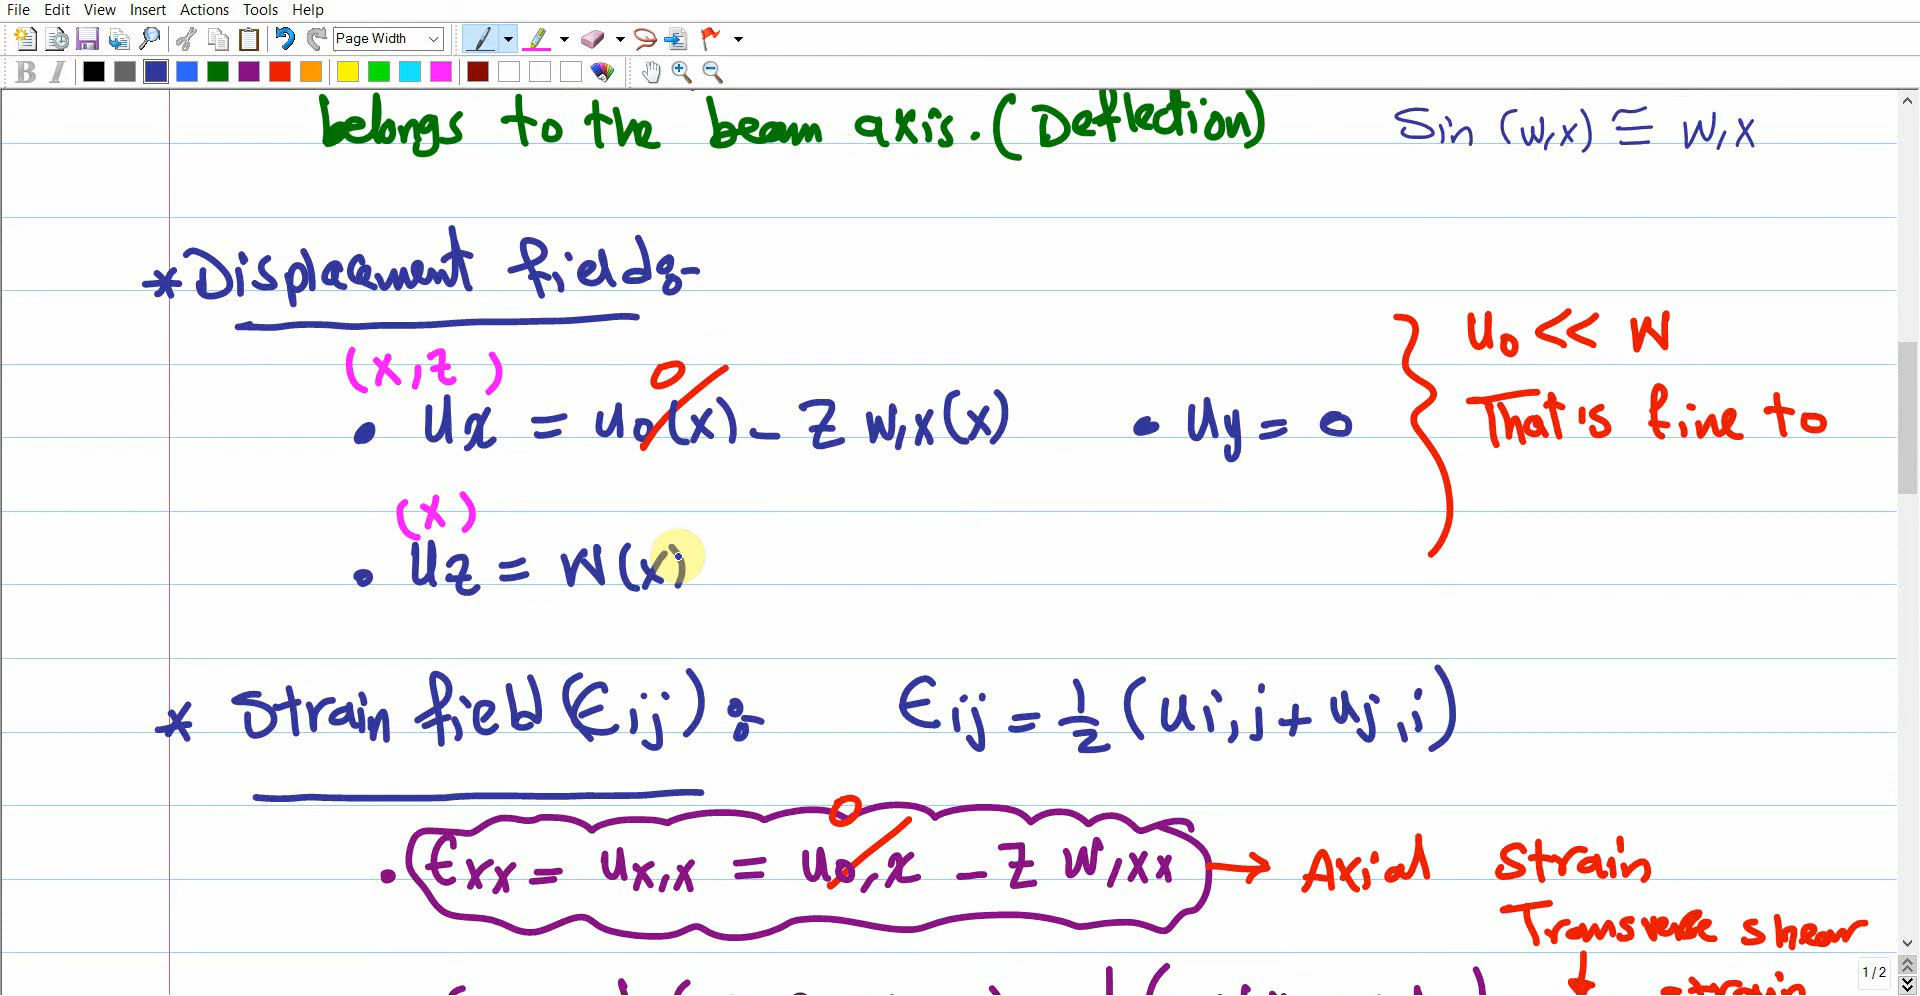 File Edit View Insert Actions Tools Help
Page Width
B I
belongs to the beam axis. (Deflection)
Sin (w,x) ≅ w,x
* Displacement field:-
(x,z)
0
• ux = u0(x) - z w,x(x) • uy = 0
u0 << w
That's fine to
(x)
• uz = w(x)
* Strain field (ϵij):- ϵij = 1/2 (ui,j + uj,i)
0
• ϵxx = ux,x = u0,x - z w,xx → Axial strain
Transverse shear
strain
1/2